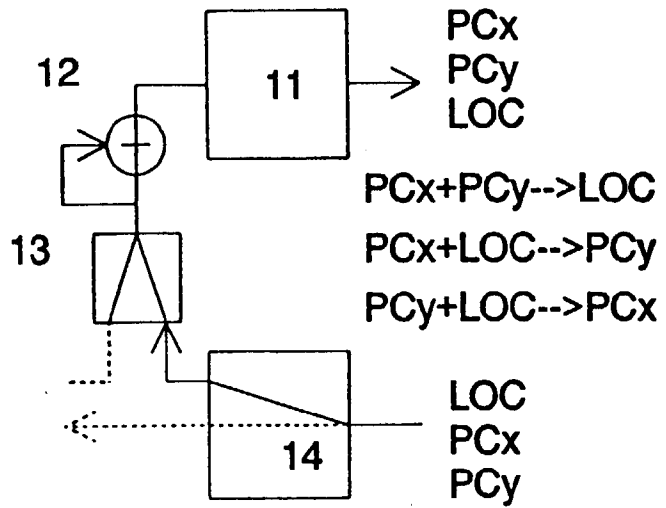 PCx
12
11
PCy
LOC
PCx+PCy-->LOC
13
PCx+LOC-->PCy
PCy+LOC-->PCx
LOC
PCx
14
PCy